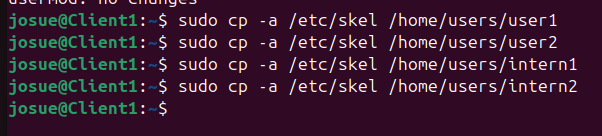 usermod: no changes
josue@Client1:~$ sudo cp -a /etc/skel /home/users/user1
josue@Client1:~$ sudo cp -a /etc/skel /home/users/user2
josue@Client1:~$ sudo cp -a /etc/skel /home/users/intern1
josue@Client1:~$ sudo cp -a /etc/skel /home/users/intern2
josue@Client1:~$